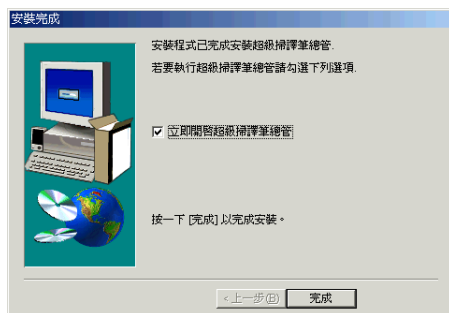 安裝完成
安裝程式已完成安裝超級掃譯筆總管.
若要執行超級掃譯筆總管請勾選下列選項.
立即開啟超級掃譯筆總管
按一下 [完成] 以完成安裝。
<上一步(B)
完成